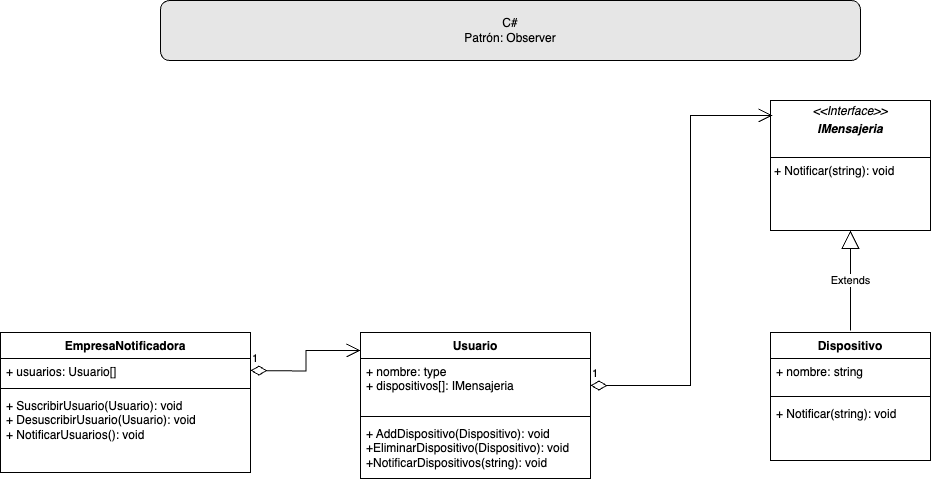 C#
Patrón: Observer
<<Interface>>
IMensajeria
+ Notificar(string): void
Extends
EmpresaNotificadora
+ usuarios: Usuario[]
+ SuscribirUsuario(Usuario): void
+ DesuscribirUsuario(Usuario): void
+ NotificarUsuarios(): void
1
Usuario
+ nombre: type
+ dispositivos[]: IMensajeria
+ AddDispositivo(Dispositivo): void
+EliminarDispositivo(Dispositivo): void
+NotificarDispositivos(string): void
1
Dispositivo
+ nombre: string
+ Notificar(string): void